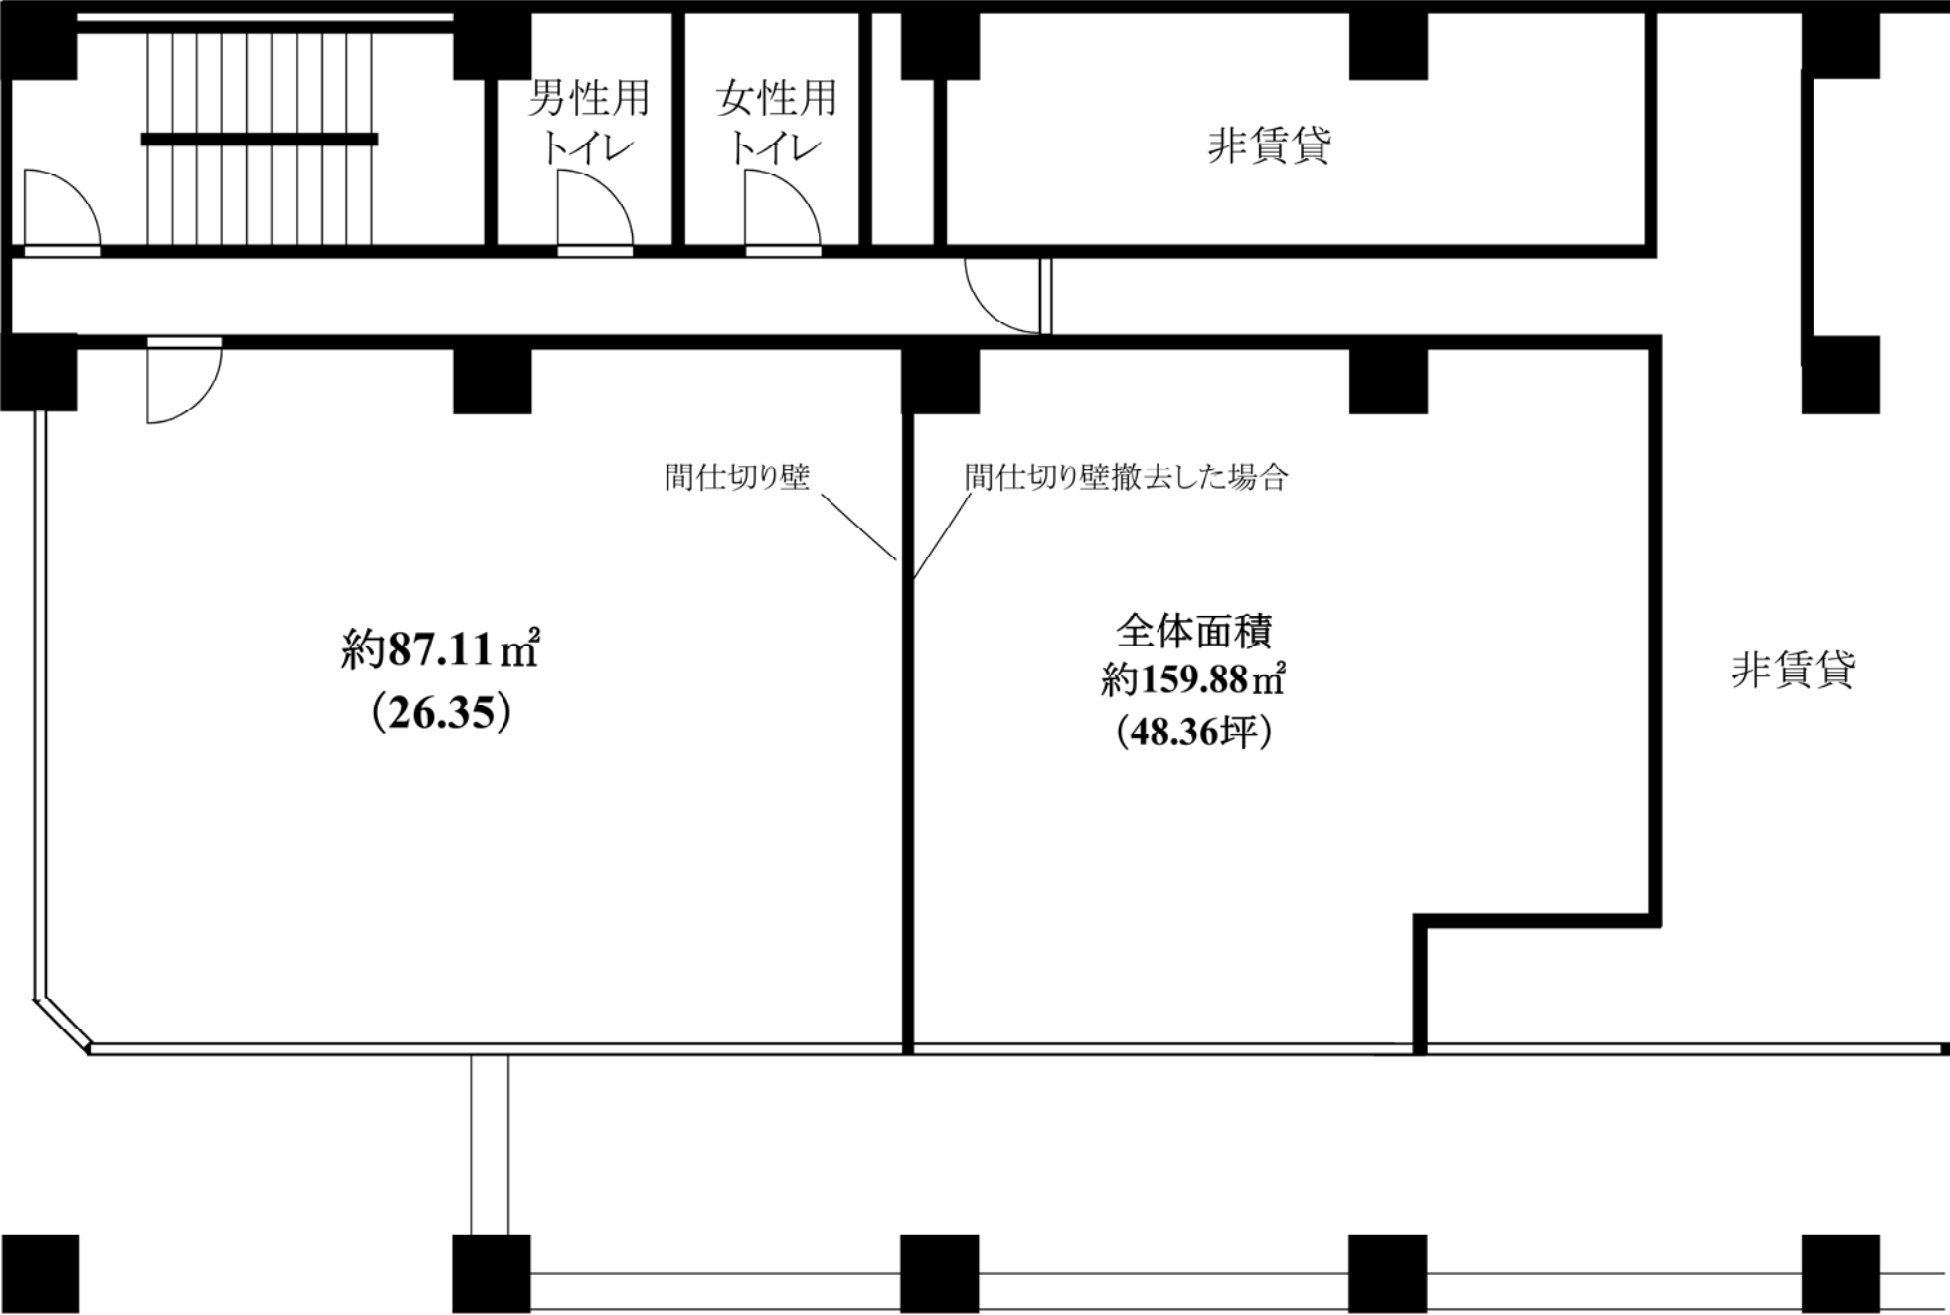 男性用
トイレ
女性用
トイレ
非賃貸
間仕切り壁
間仕切り壁撤去した場合
約87.11㎡
（26.35）
全体面積
約159.88㎡
（48.36坪）
非賃貸